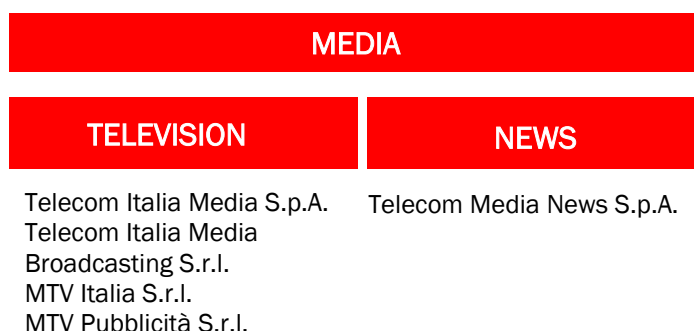 MEDIA
TELEVISION
NEWS
Telecom Italia Media S.p.A.
Telecom Italia Media
Broadcasting S.r.l.
MTV Italia S.r.l.
MTV Pubblicità S.r.l.
Telecom Media News S.p.A.